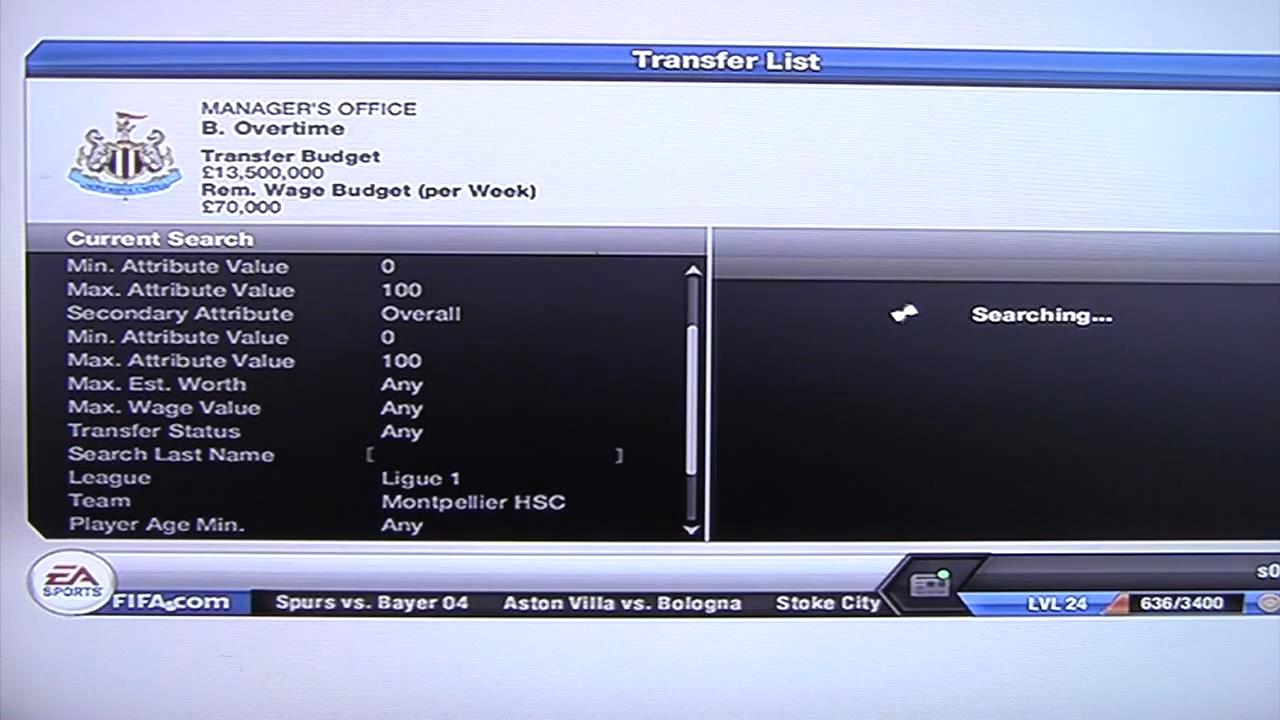 Transfer List
MANAGER'S OFFICE
B. Overtime
Transfer Budget
£13,500,000
Rem. Wage Budget (per Week)
£70,000
Current Search
Min. Attribute Value 0
Max. Attribute Value 100
Secondary Attribute Overall
Min. Attribute Value 0
Max. Attribute Value 100
Max. Est. Worth Any
Max. Wage Value Any
Transfer Status Any
Search Last Name [ ]
League Ligue 1
Team Montpellier HSC
Player Age Min. Any
Searching...
EA
SPORTS
FIFA.com Spurs vs. Bayer 04 Aston Villa vs. Bologna Stoke City
LVL 24 636/3400